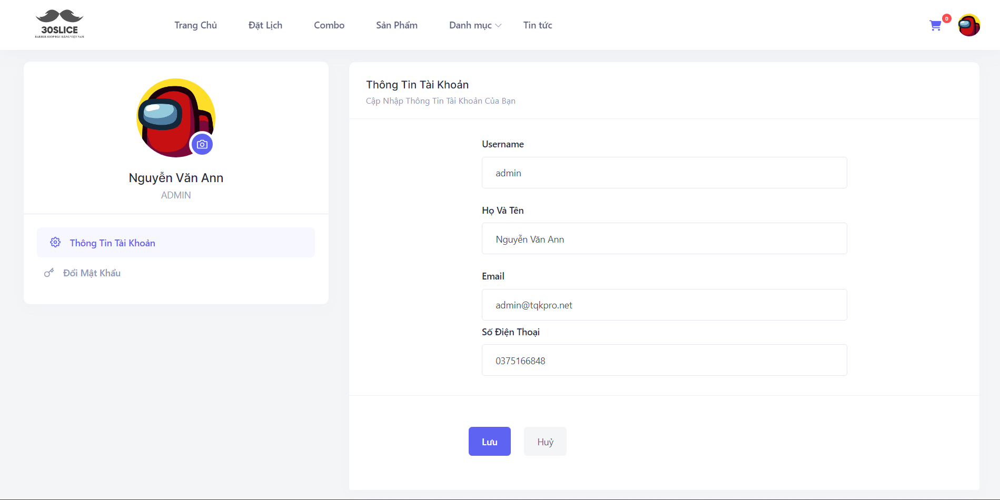 30SLICE
BARBER SHOP ĐẦU HÀNG VIỆT NAM
Trang Chủ
Đặt Lịch
Combo
Sản Phẩm
Danh mục
Tin tức
0
Nguyễn Văn Ann
ADMIN
Thông Tin Tài Khoản
Đổi Mật Khẩu
Thông Tin Tài Khoản
Cập Nhập Thông Tin Tài Khoản Của Bạn
Username
admin
Họ Và Tên
Nguyễn Văn Ann
Email
admin@tqkpro.net
Số Điện Thoại
0375166848
Lưu
Huỷ